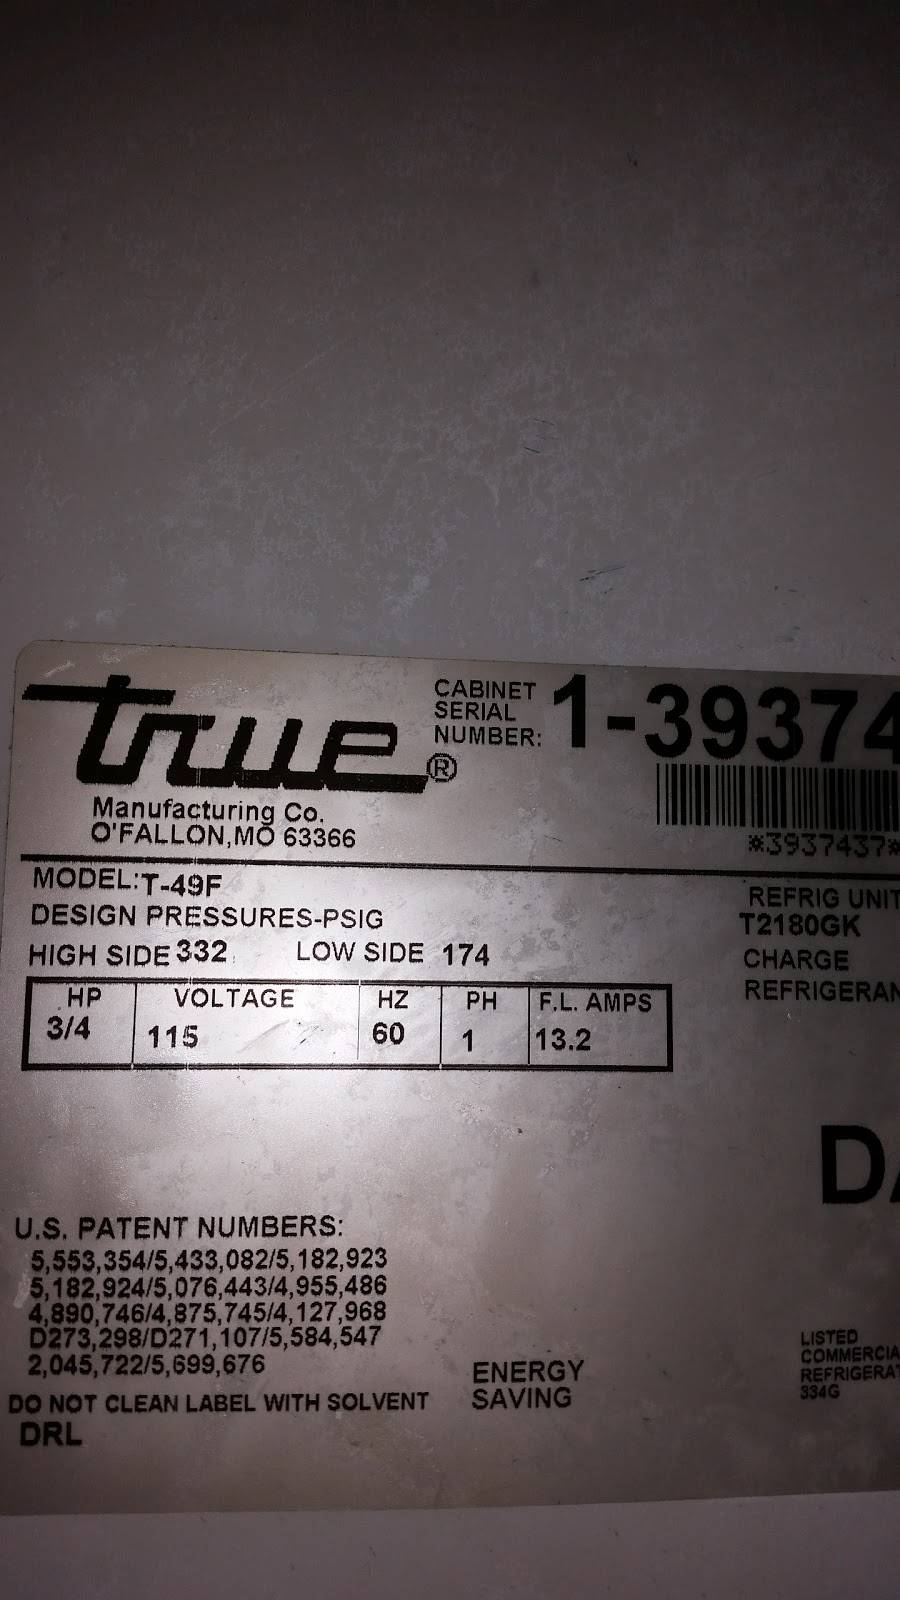 true®
CABINET
SERIAL
NUMBER: 1-39374
*3937437*
Manufacturing Co.
O'FALLON,MO 63366
MODEL:T-49F
DESIGN PRESSURES-PSIG
HIGH SIDE 332 LOW SIDE 174
REFRIG UNIT
T2180GK
CHARGE
REFRIGERAN
HP VOLTAGE HZ PH F.L. AMPS
3/4 115 60 1 13.2
U.S. PATENT NUMBERS:
5,553,354/5,433,082/5,182,923
5,182,924/5,076,443/4,955,486
4,890,746/4,875,745/4,127,968
D273,298/D271,107/5,584,547
2,045,722/5,699,676
ENERGY
SAVING
LISTED
COMMERCIA
REFRIGERA
334G
DO NOT CLEAN LABEL WITH SOLVENT
DRL